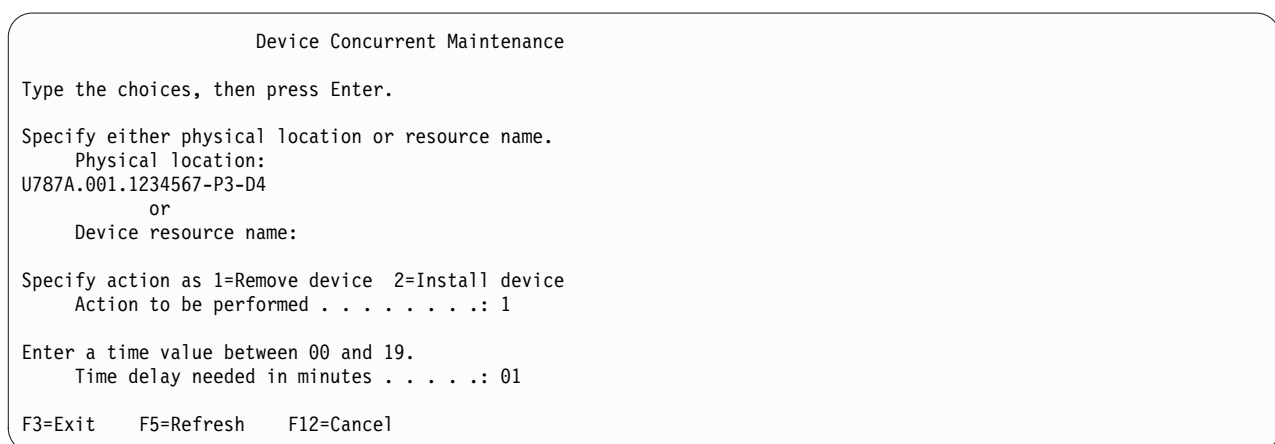 Device Concurrent Maintenance
Type the choices, then press Enter.
Specify either physical location or resource name.
Physical location:
U787A.001.1234567-P3-D4
or
Device resource name:
Specify action as 1=Remove device 2=Install device
Action to be performed . . . . . . . .: 1
Enter a time value between 00 and 19.
Time delay needed in minutes . . . . .: 01
F3=Exit F5=Refresh F12=Cancel